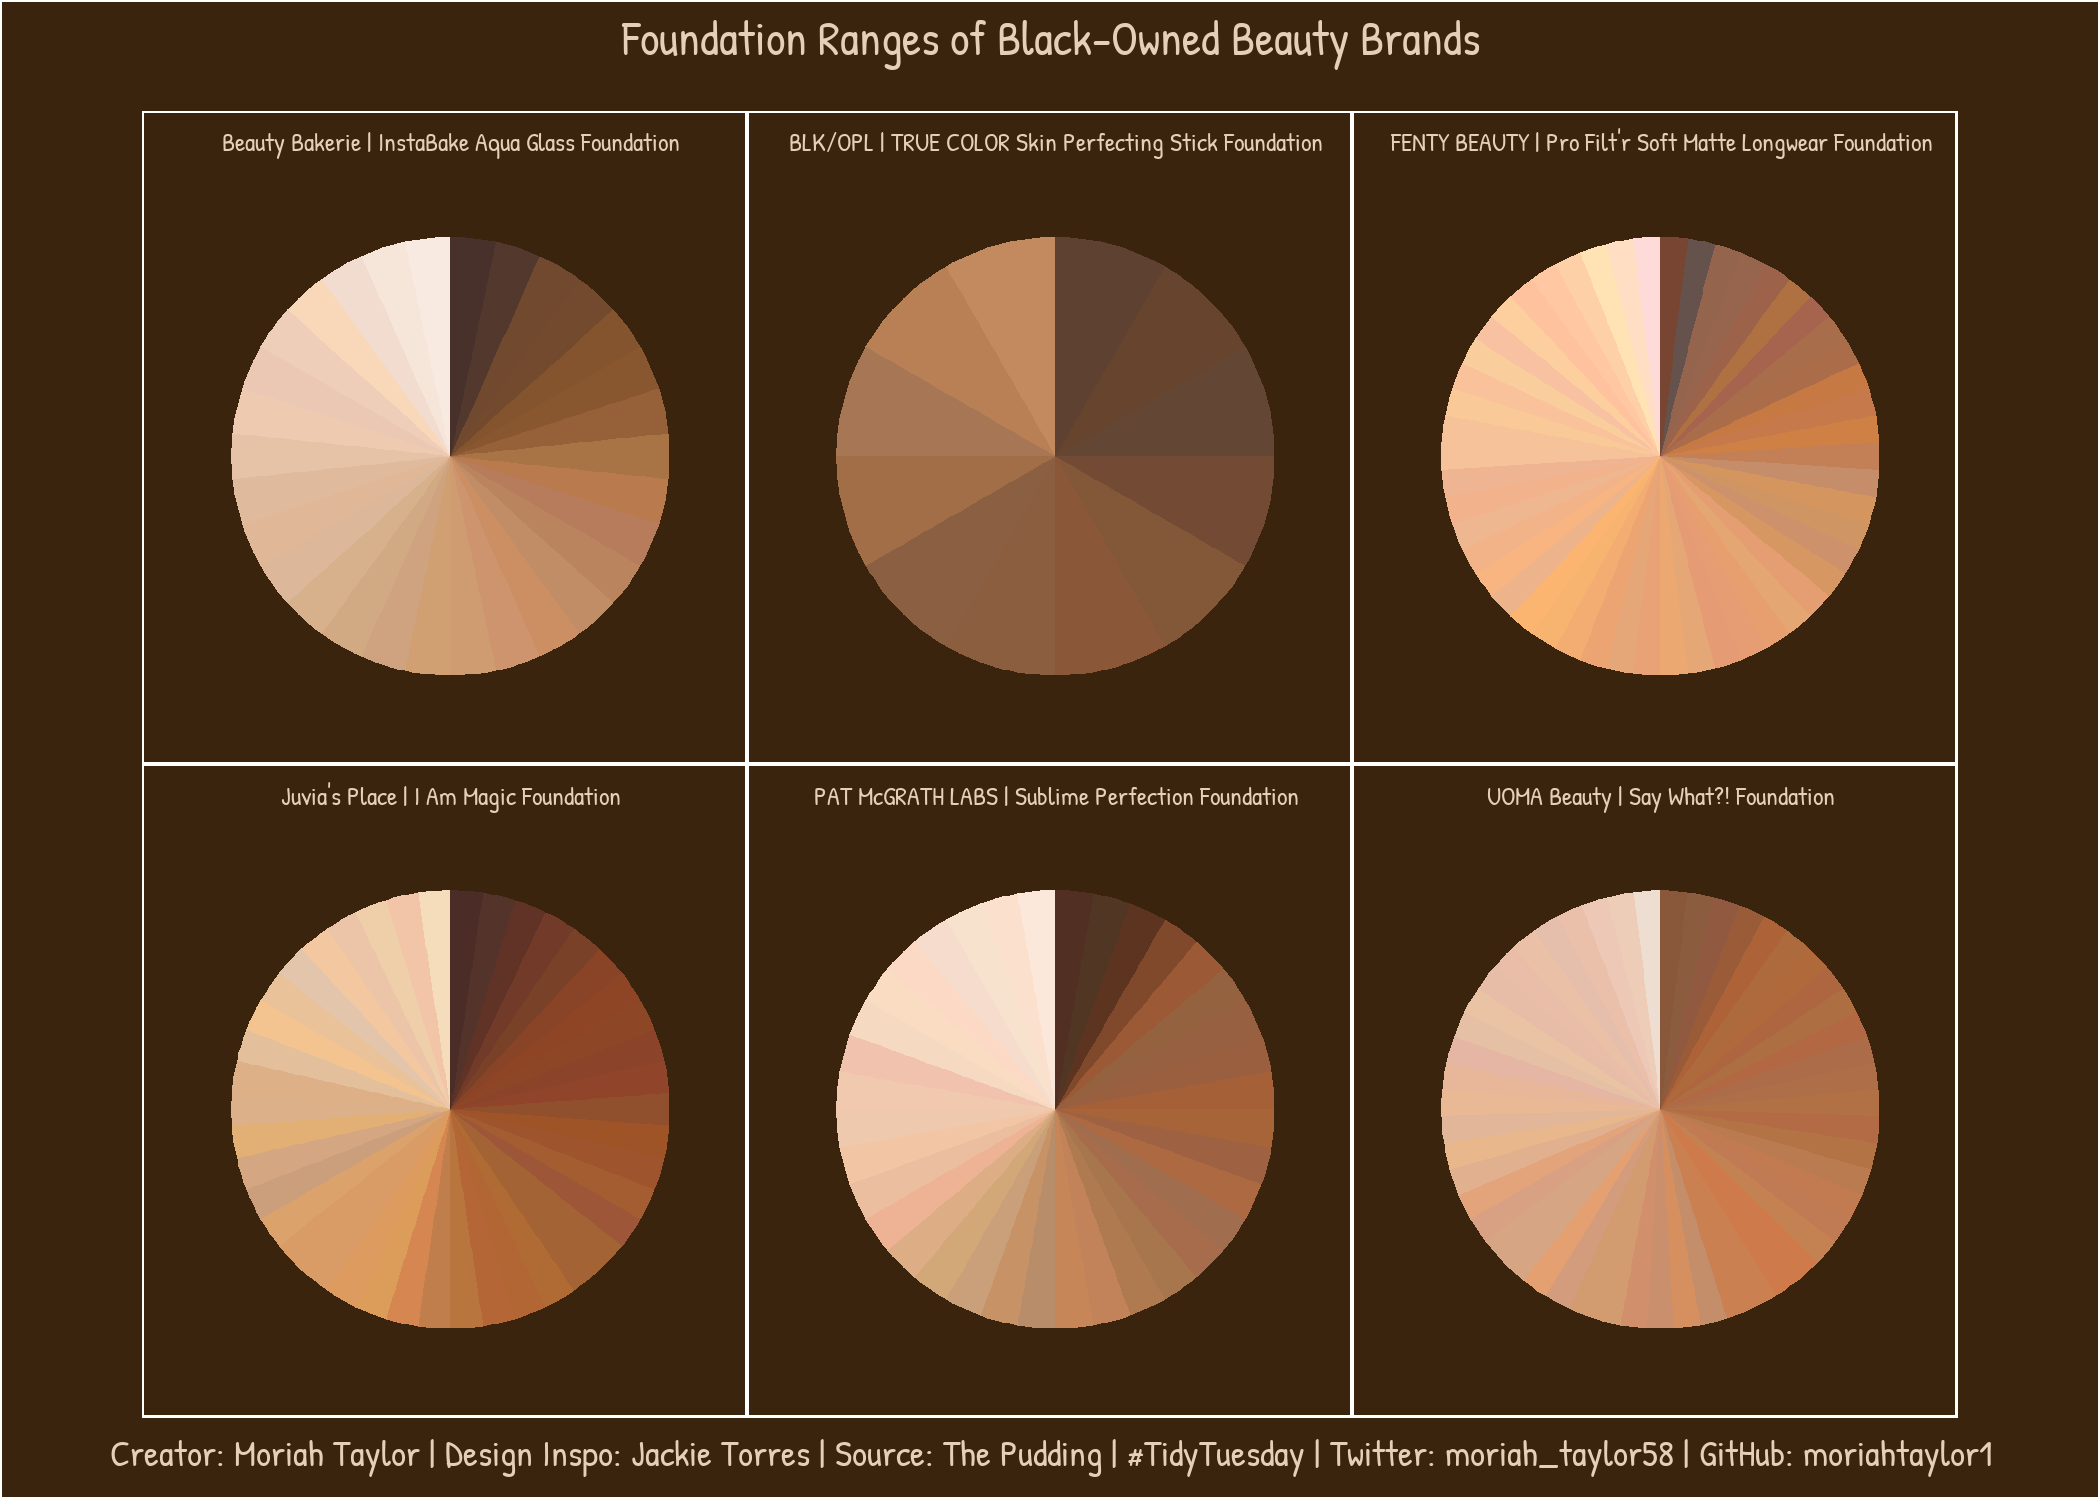 Foundation Ranges of Black-Owned Beauty Brands
Beauty Bakerie | InstaBake Aqua Glass Foundation
BLK/OPL | TRUE COLOR Skin Perfecting Stick Foundation
FENTY BEAUTY | Pro Filt'r Soft Matte Longwear Foundation
Juvia's Place | I Am Magic Foundation
PAT McGRATH LABS | Sublime Perfection Foundation
UOMA Beauty | Say What?! Foundation
Creator: Moriah Taylor | Design Inspo: Jackie Torres | Source: The Pudding | #TidyTuesday | Twitter: moriah_taylor58 | GitHub: moriahtaylor1